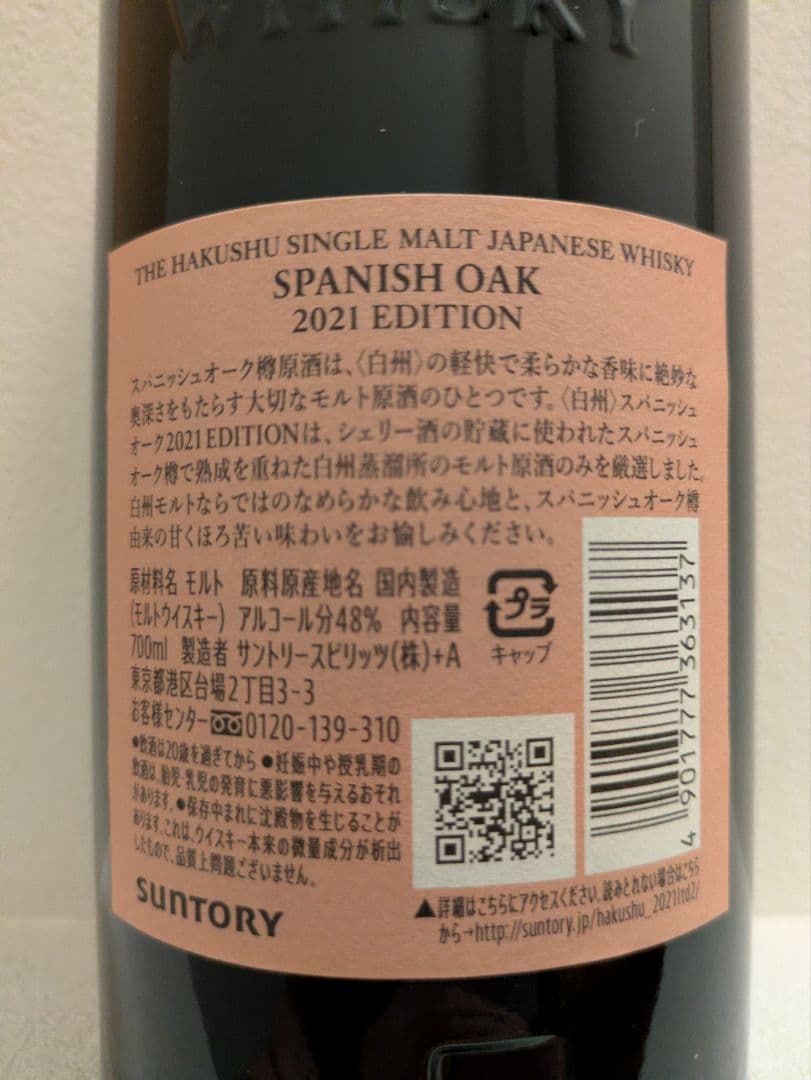 WHISKY
THE HAKUSHU SINGLE MALT JAPANESE WHISKY
SPANISH OAK
2021 EDITION
スパニッシュオーク樽原酒は、〈白州〉の軽快で柔らかな香味に絶妙な
奥深さをもたらす大切なモルト原酒のひとつです。〈白州〉スパニッシュ
オーク2021 EDITIONは、シェリー酒の貯蔵に使われたスパニッシュ
オーク樽で熟成を重ねた白州蒸溜所のモルト原酒のみを厳選しました。
白州モルトならではのなめらかな飲み心地と、スパニッシュオーク樽
由来の甘くほろ苦い味わいをお愉しみください。
原材料名 モルト 原料原産地名 国内製造
(モルトウイスキー) アルコール分48% 内容量
700ml 製造者 サントリースピリッツ(株)+A
東京都港区台場2丁目3-3
お客様センター 0120-139-310
プラ
キャップ
●飲酒は20歳を過ぎてから ●妊娠中や授乳期の
飲酒は、胎児・乳児の発育に悪影響を与えるおそれ
があります。●保存中まれに沈殿物を生じることが
あります。これは、ウイスキー本来の微量成分が析出
したもので、品質上問題ございません。
SUNTORY
▲詳細はこちらにアクセスください。読みとれない場合はこちら
から→http://suntory.jp/hakushu_2021ltd2/
4 901777 363137